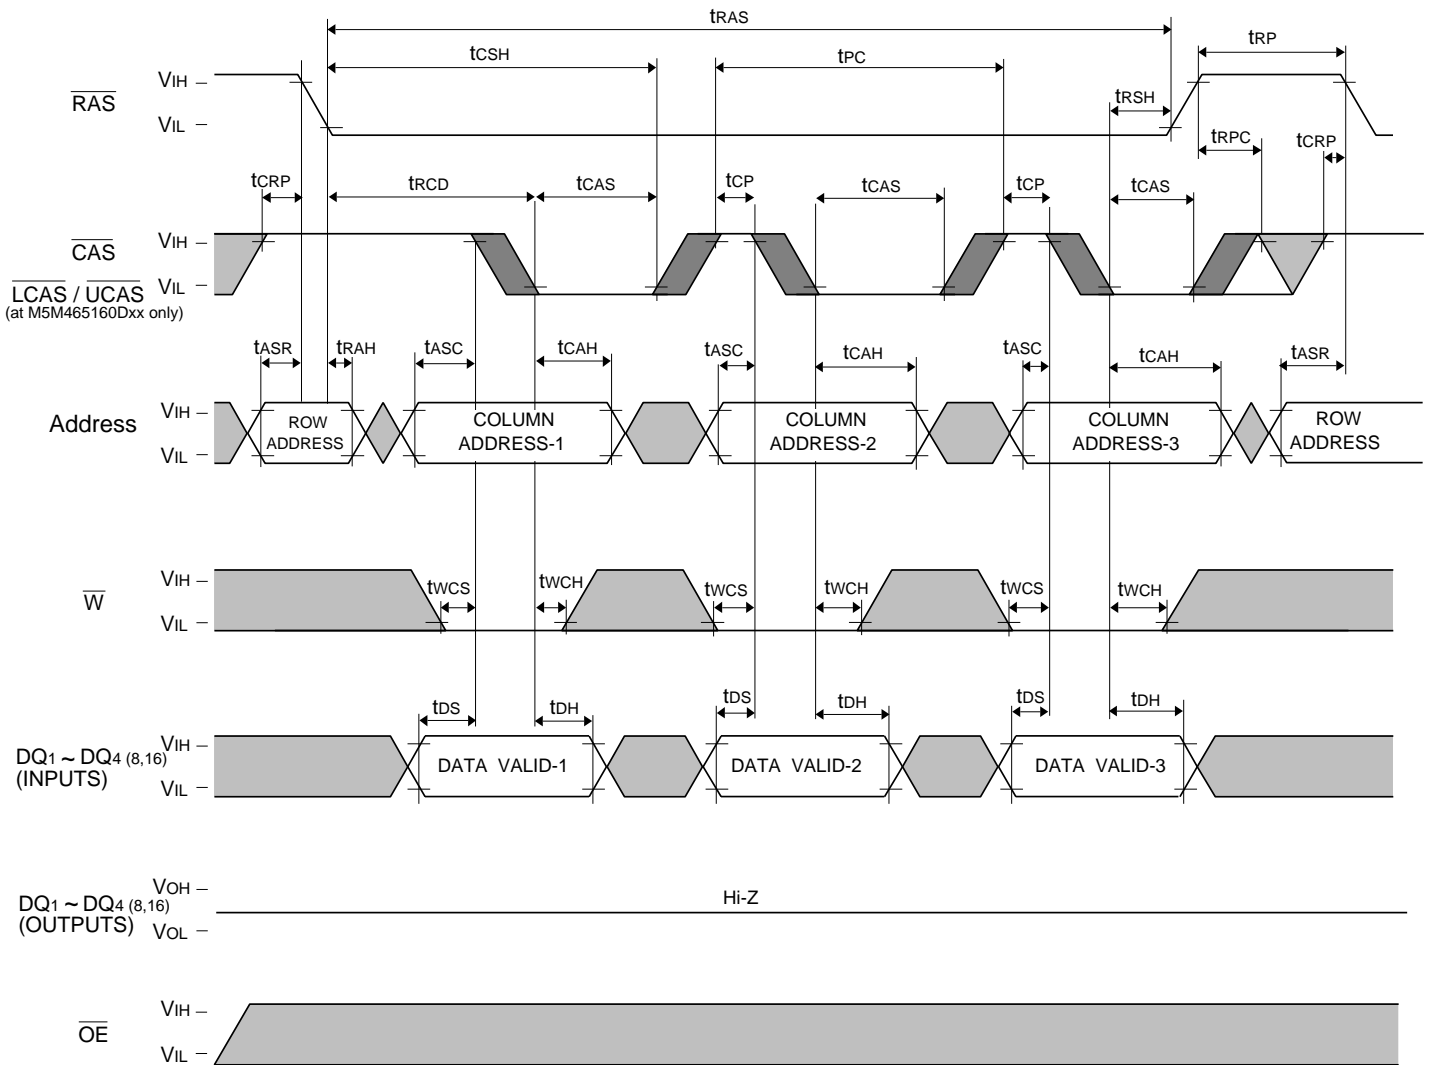 tRAS
tCSH tPC tRP
RAS VIH
VIL
tRSH
tRPC tCRP
tCRP tRCD tCAS tCP tCAS tCP tCAS
CAS VIH
LCAS / UCAS VIL
(at M5M465160Dxx only)
tASR tRAH tASC tCAH tASC tCAH tASC tCAH tASR
Address VIH
VIL
ROW ADDRESS
COLUMN ADDRESS-1
COLUMN ADDRESS-2
COLUMN ADDRESS-3
ROW ADDRESS
W VIH
VIL
tWCS tWCH tWCS tWCH tWCS tWCH
tDS tDH tDS tDH tDS tDH
DQ1 ~ DQ4 (8,16) VIH
(INPUTS) VIL
DATA VALID-1 DATA VALID-2 DATA VALID-3
DQ1 ~ DQ4 (8,16) VOH
(OUTPUTS) VOL
Hi-Z
OE VIH
VIL